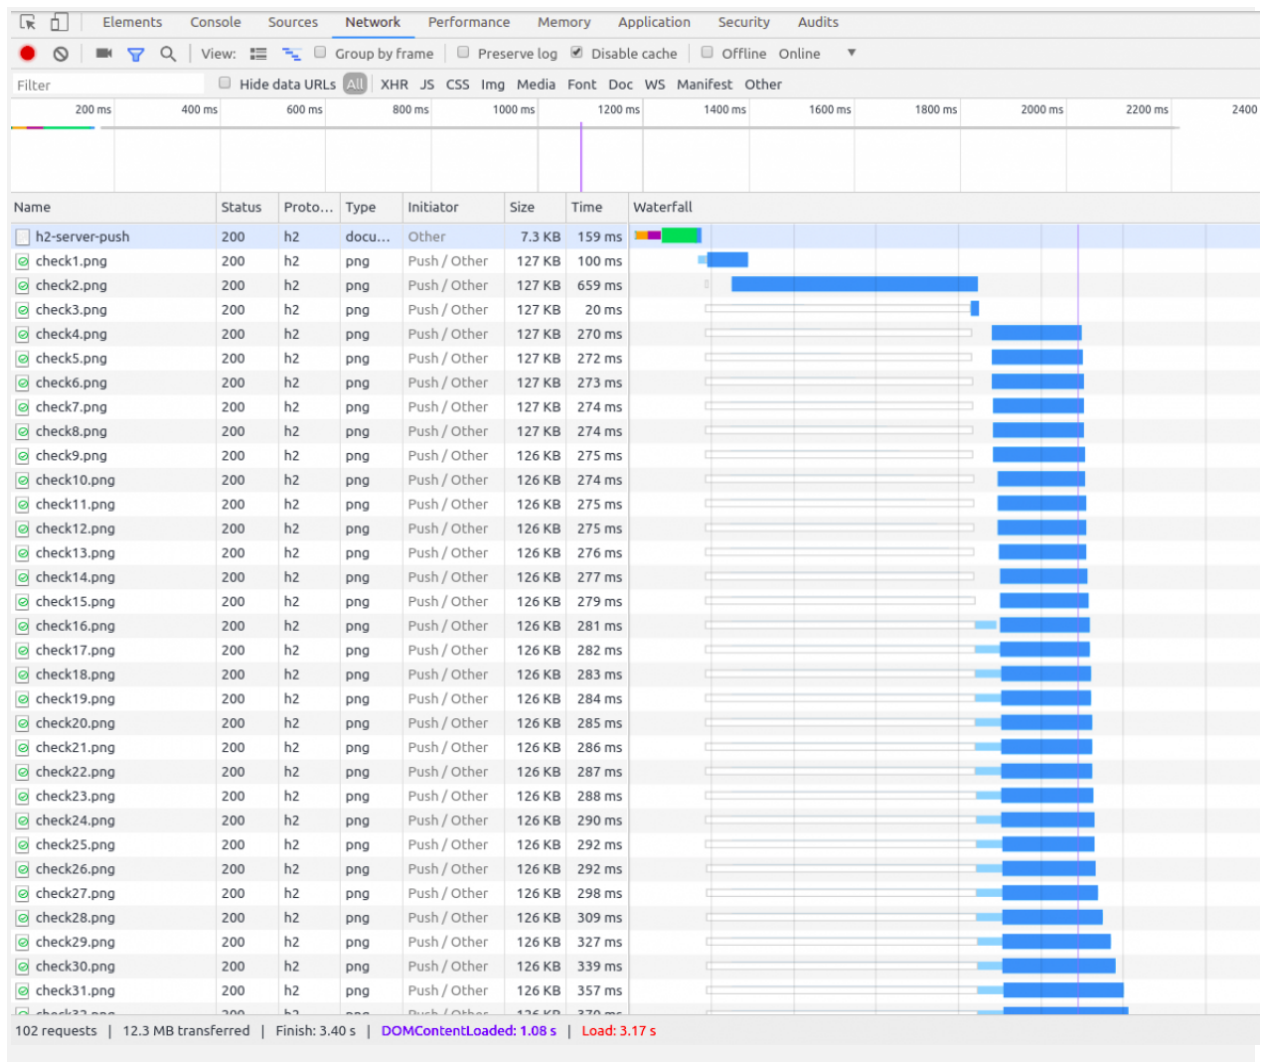 Elements Console Sources Network Performance Memory Application Security Audits
View: Group by frame Preserve log Disable cache Offline Online ▼
Filter Hide data URLs All XHR JS CSS Img Media Font Doc WS Manifest Other
200 ms 400 ms 600 ms 800 ms 1000 ms 1200 ms 1400 ms 1600 ms 1800 ms 2000 ms 2200 ms 2400
Name Status Proto... Type Initiator Size Time Waterfall
h2-server-push 200 h2 docu... Other 7.3 KB 159 ms
check1.png 200 h2 png Push / Other 127 KB 100 ms
check2.png 200 h2 png Push / Other 127 KB 659 ms
check3.png 200 h2 png Push / Other 127 KB 20 ms
check4.png 200 h2 png Push / Other 127 KB 270 ms
check5.png 200 h2 png Push / Other 127 KB 272 ms
check6.png 200 h2 png Push / Other 127 KB 273 ms
check7.png 200 h2 png Push / Other 127 KB 274 ms
check8.png 200 h2 png Push / Other 127 KB 274 ms
check9.png 200 h2 png Push / Other 126 KB 275 ms
check10.png 200 h2 png Push / Other 126 KB 274 ms
check11.png 200 h2 png Push / Other 126 KB 275 ms
check12.png 200 h2 png Push / Other 126 KB 275 ms
check13.png 200 h2 png Push / Other 126 KB 276 ms
check14.png 200 h2 png Push / Other 126 KB 277 ms
check15.png 200 h2 png Push / Other 126 KB 279 ms
check16.png 200 h2 png Push / Other 126 KB 281 ms
check17.png 200 h2 png Push / Other 126 KB 282 ms
check18.png 200 h2 png Push / Other 126 KB 283 ms
check19.png 200 h2 png Push / Other 126 KB 284 ms
check20.png 200 h2 png Push / Other 126 KB 285 ms
check21.png 200 h2 png Push / Other 126 KB 286 ms
check22.png 200 h2 png Push / Other 126 KB 287 ms
check23.png 200 h2 png Push / Other 126 KB 288 ms
check24.png 200 h2 png Push / Other 126 KB 290 ms
check25.png 200 h2 png Push / Other 126 KB 292 ms
check26.png 200 h2 png Push / Other 126 KB 292 ms
check27.png 200 h2 png Push / Other 126 KB 298 ms
check28.png 200 h2 png Push / Other 126 KB 309 ms
check29.png 200 h2 png Push / Other 126 KB 327 ms
check30.png 200 h2 png Push / Other 126 KB 339 ms
check31.png 200 h2 png Push / Other 126 KB 357 ms
check32.png 200 h2 png Push / Other 126 KB 370 ms
102 requests | 12.3 MB transferred | Finish: 3.40 s | DOMContentLoaded: 1.08 s | Load: 3.17 s